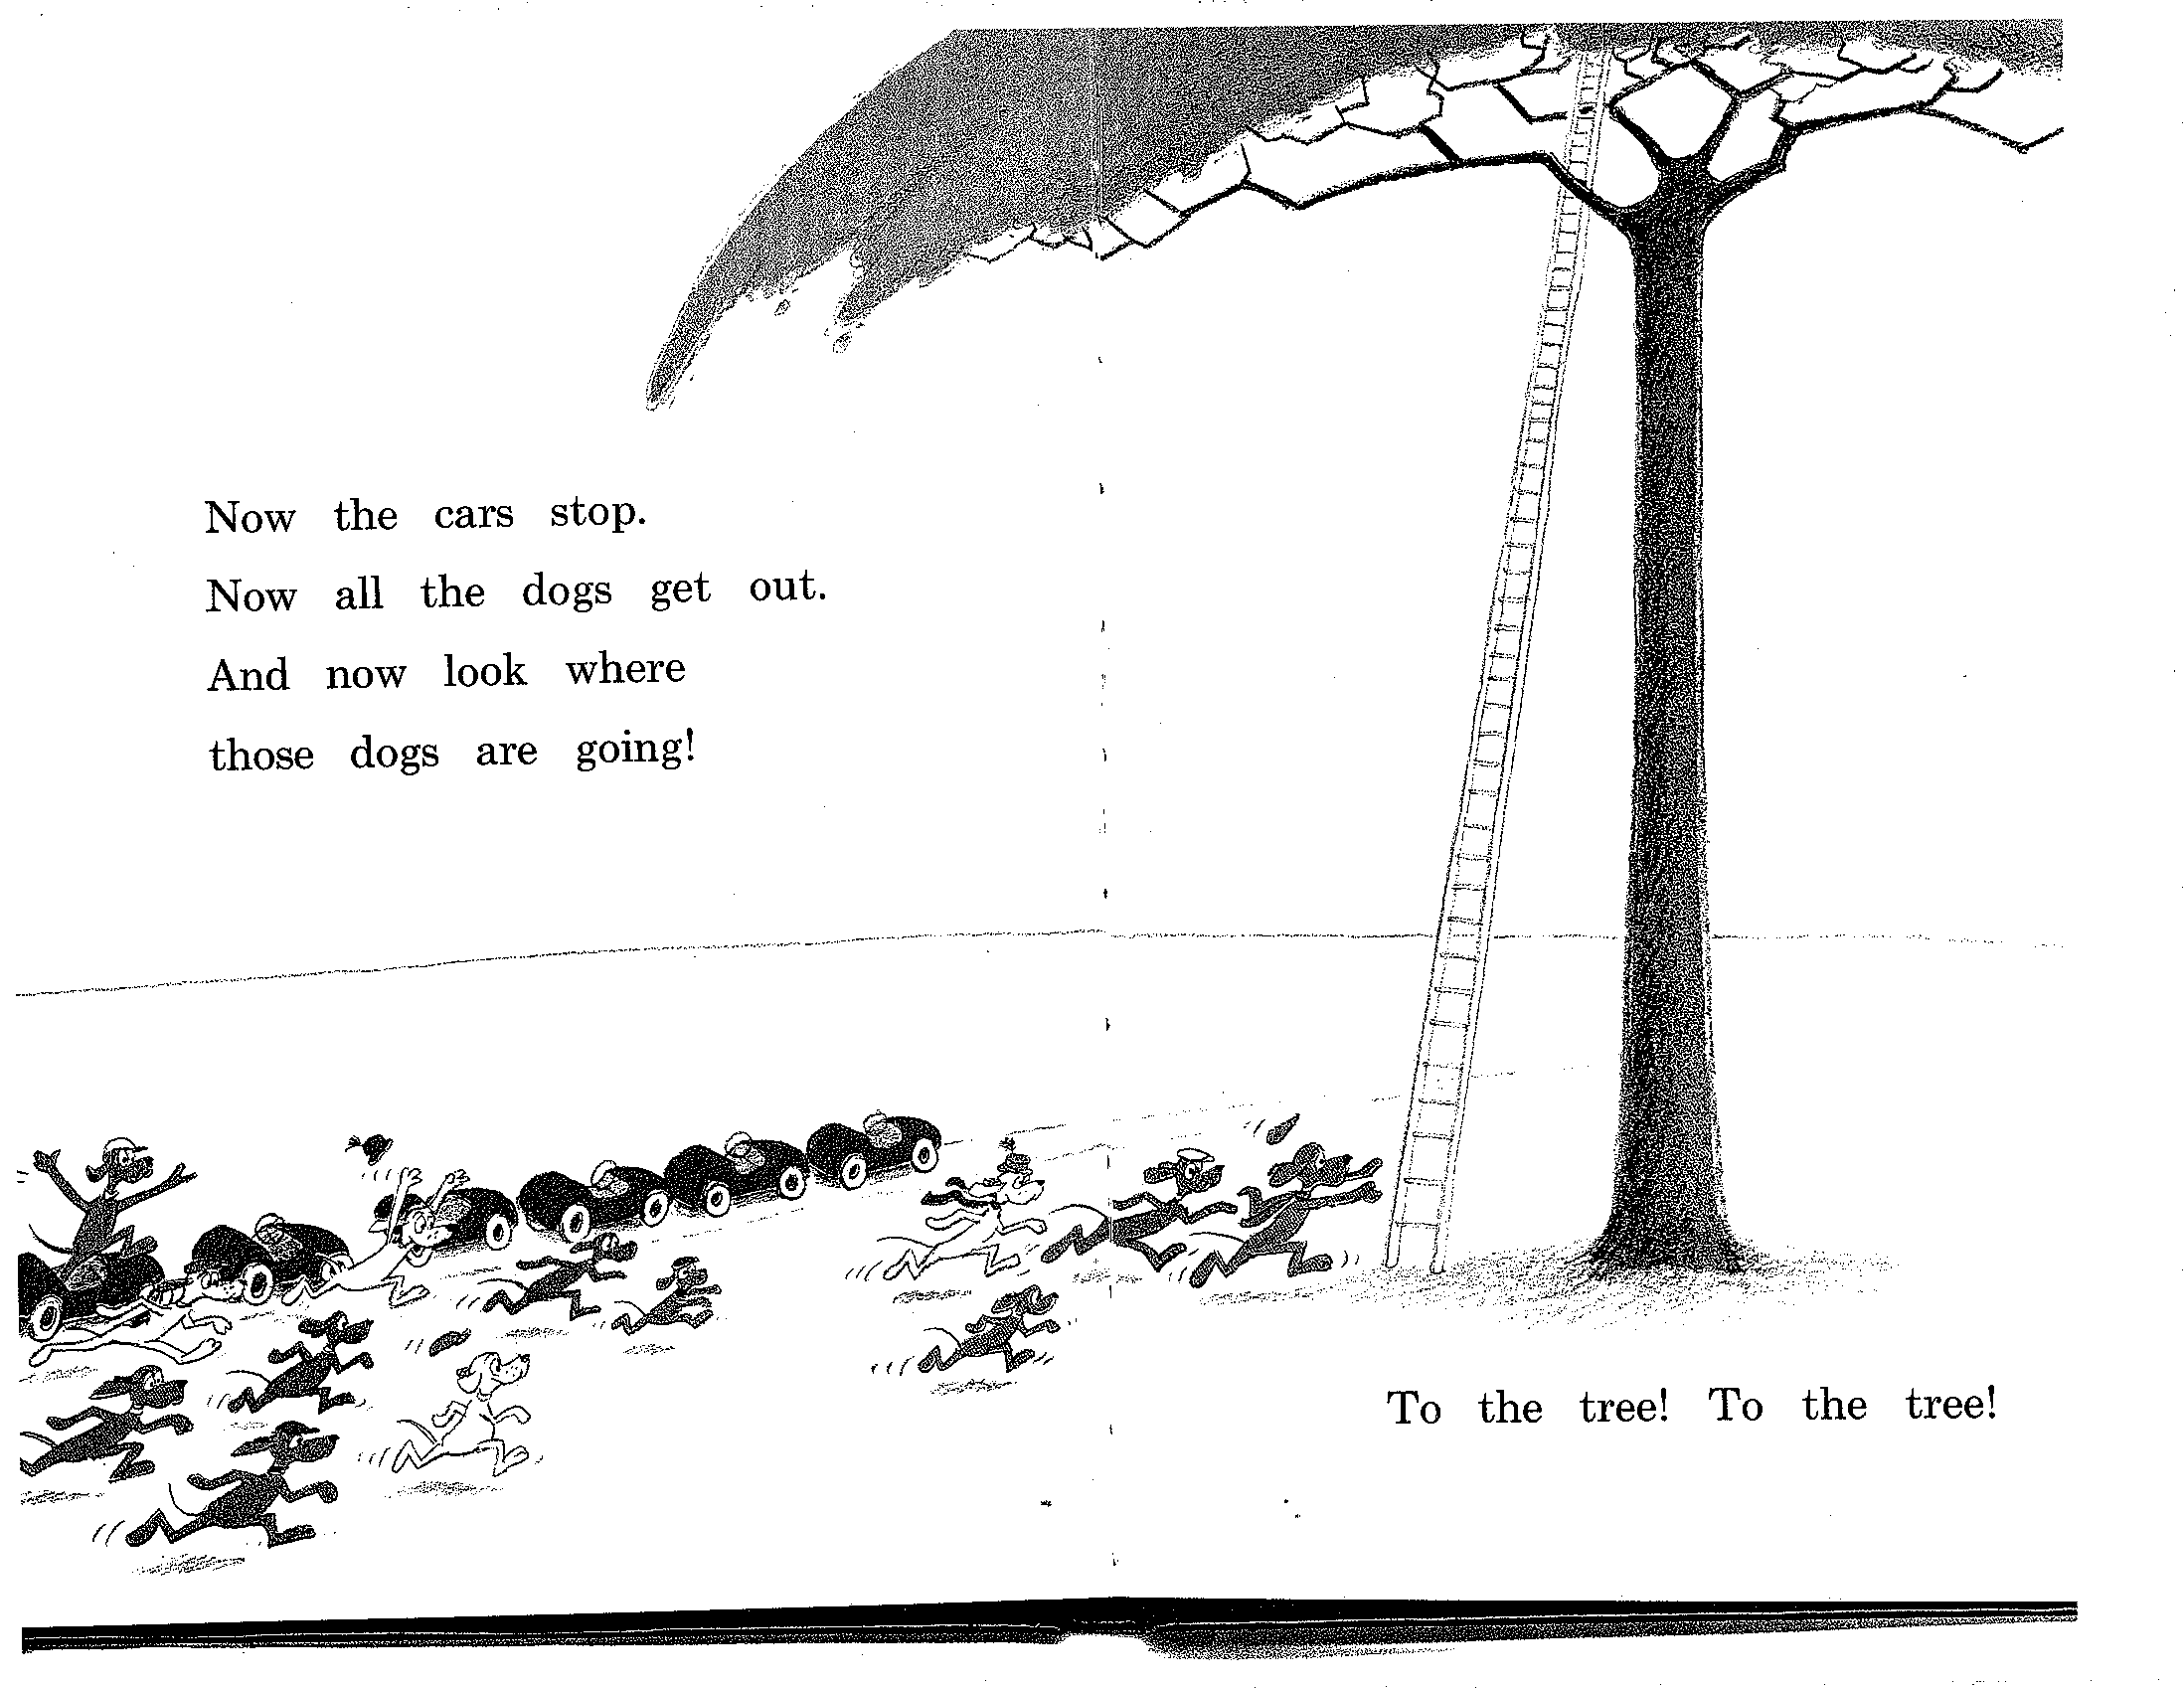 Now the cars stop.
Now all the dogs get out.
And now look where
those dogs are going!
To the tree! To the tree!